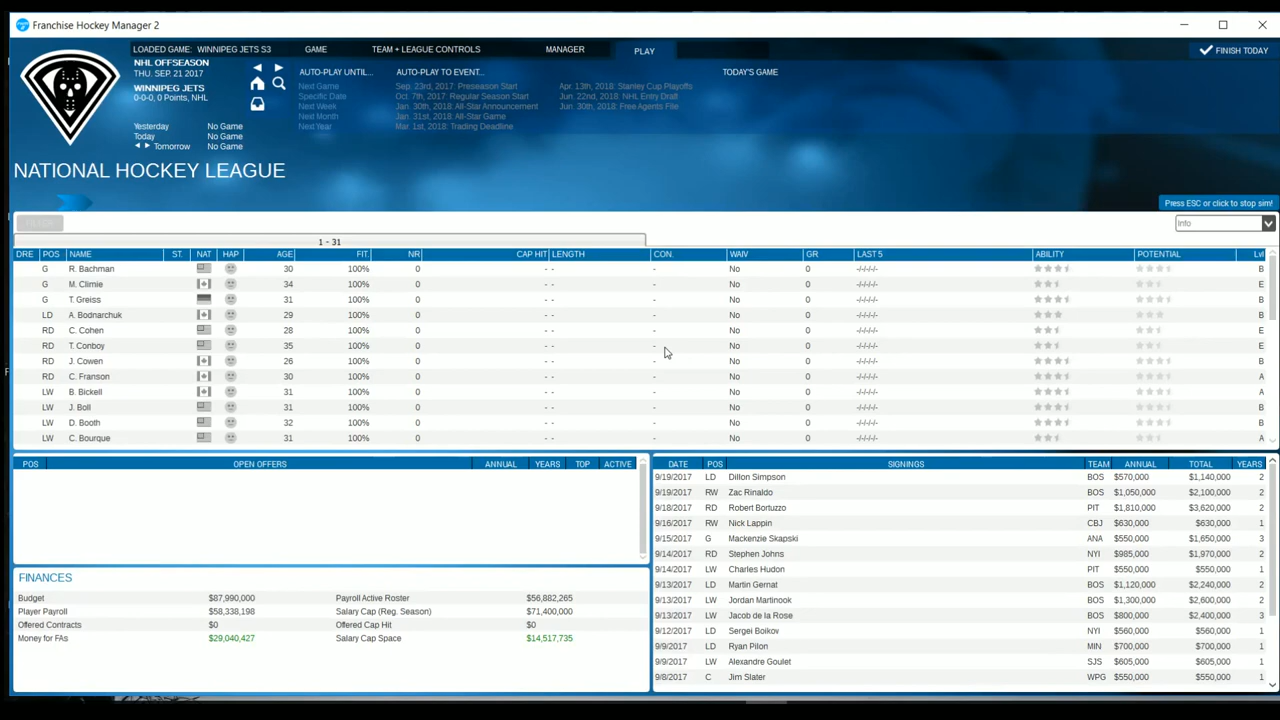 Franchise Hockey Manager 2
LOADED GAME: WINNIPEG JETS S3 GAME TEAM + LEAGUE CONTROLS MANAGER PLAY FINISH TODAY
NHL OFFSEASON
THU. SEP. 21 2017
WINNIPEG JETS
0-0-0, 0 Points, NHL
Yesterday No Game
Today No Game
Tomorrow No Game
AUTO-PLAY UNTIL... AUTO-PLAY TO EVENT... TODAY'S GAME
Next Game Sep. 23rd, 2017: Preseason Start Apr. 13th, 2018: Stanley Cup Playoffs
Specific Date Oct. 7th, 2017: Regular Season Start Jun. 22nd, 2018: NHL Entry Draft
Next Week Jan. 30th, 2018: All-Star Announcement Jun. 30th, 2018: Free Agents File
Next Month Jan. 31st, 2018: All-Star Game
Next Year Mar. 1st, 2018: Trading Deadline
NATIONAL HOCKEY LEAGUE
Press ESC or click to stop sim!
Info
1 - 31
DRE POS NAME ST. NAT HAP AGE FIT. NR CAP HIT LENGTH CON. WAIV GR LAST 5 ABILITY POTENTIAL Lvl
G R. Bachman 30 100% 0 - - - No 0 -/-/-/-/- B
G M. Climie 34 100% 0 - - - No 0 -/-/-/-/- E
G T. Greiss 31 100% 0 - - - No 0 -/-/-/-/- B
LD A. Bodnarchuk 29 100% 0 - - - No 0 -/-/-/-/- B
RD C. Cohen 28 100% 0 - - - No 0 -/-/-/-/- E
RD T. Conboy 35 100% 0 - - - No 0 -/-/-/-/- E
RD J. Cowen 26 100% 0 - - - No 0 -/-/-/-/- B
RD C. Franson 30 100% 0 - - - No 0 -/-/-/-/- A
LW B. Bickell 31 100% 0 - - - No 0 -/-/-/-/- A
LW J. Boll 31 100% 0 - - - No 0 -/-/-/-/- B
LW D. Booth 32 100% 0 - - - No 0 -/-/-/-/- B
LW C. Bourque 31 100% 0 - - - No 0 -/-/-/-/- A
POS OPEN OFFERS ANNUAL YEARS TOP ACTIVE
FINANCES
Budget $87,990,000 Payroll Active Roster $56,882,265
Player Payroll $58,338,198 Salary Cap (Reg. Season) $71,400,000
Offered Contracts $0 Offered Cap Hit $0
Money for FAs $29,040,427 Salary Cap Space $14,517,735
DATE POS SIGNINGS TEAM ANNUAL TOTAL YEARS
9/19/2017 LD Dillon Simpson BOS $570,000 $1,140,000 2
9/19/2017 RW Zac Rinaldo BOS $1,050,000 $2,100,000 2
9/18/2017 RD Robert Bortuzzo PIT $1,810,000 $3,620,000 2
9/16/2017 RW Nick Lappin CBJ $630,000 $630,000 1
9/15/2017 G Mackenzie Skapski ANA $550,000 $1,650,000 3
9/14/2017 RD Stephen Johns NYI $985,000 $1,970,000 2
9/14/2017 LW Charles Hudon PIT $550,000 $550,000 1
9/13/2017 LD Martin Gernat BOS $1,120,000 $2,240,000 2
9/13/2017 LW Jordan Martinook BOS $1,300,000 $2,600,000 2
9/13/2017 LW Jacob de la Rose BOS $800,000 $2,400,000 3
9/12/2017 LD Sergei Boikov NYI $560,000 $560,000 1
9/9/2017 LD Ryan Pilon MIN $700,000 $700,000 1
9/9/2017 LW Alexandre Goulet SJS $605,000 $605,000 1
9/8/2017 C Jim Slater WPG $550,000 $550,000 1